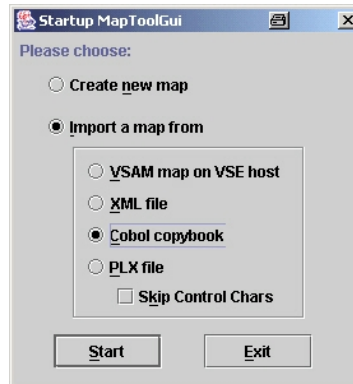 Startup MapToolGui
Please choose:
Create new map
Import a map from
VSAM map on VSE host
XML file
Cobol copybook
PLX file
Skip Control Chars
Start Exit